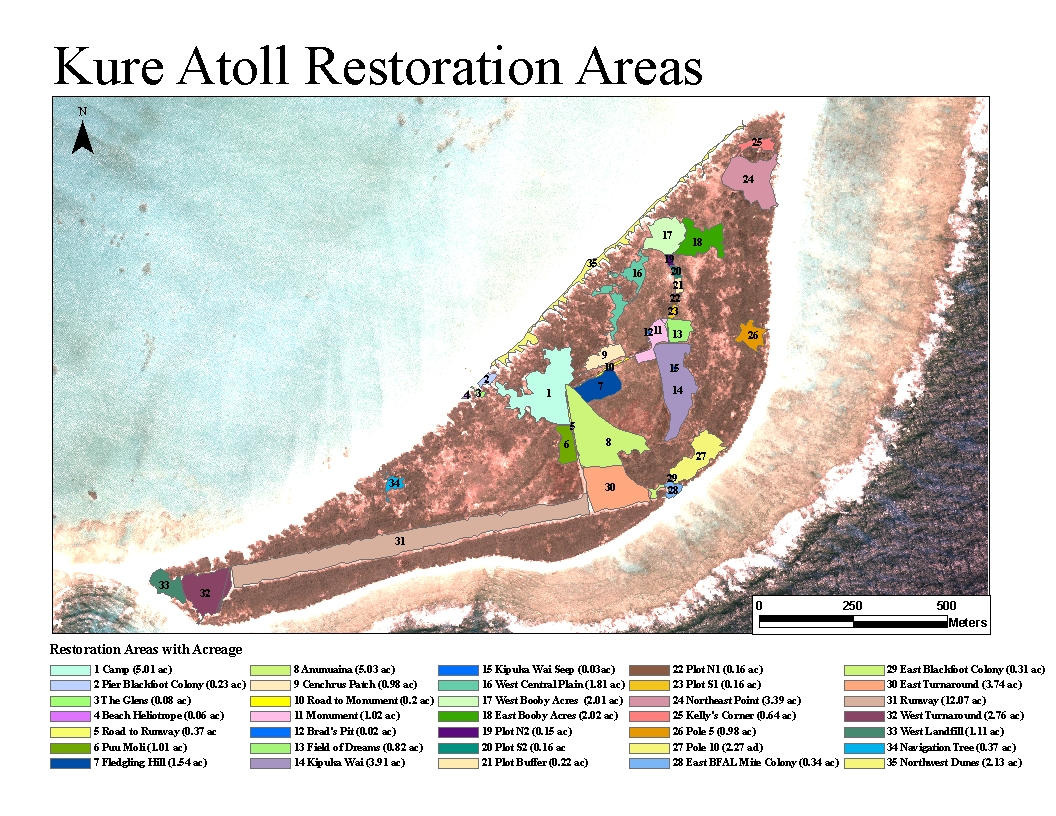 Kure Atoll Restoration Areas
N
25
24
17
18
19
35
16
20
21
22
23
12 11
13
26
9
10
15
2
7
14
4 3
1
5
6
8
27
29
34
30
28
31
33
32
0 250 500
Meters
Restoration Areas with Acreage
1 Camp (5.01 ac)
2 Pier Blackfoot Colony (0.23 ac)
3 The Glens (0.08 ac)
4 Beach Heliotrope (0.06 ac)
5 Road to Runway (0.37 ac
6 Puu Moli (1.01 ac)
7 Fledgling Hill (1.54 ac)
8 Anunuaina (5.03 ac)
9 Cenchrus Patch (0.98 ac)
10 Road to Monument (0.2 ac)
11 Monument (1.02 ac)
12 Brad's Pit (0.02 ac)
13 Field of Dreams (0.82 ac)
14 Kipuka Wai (3.91 ac)
15 Kipuka Wai Seep (0.03ac)
16 West Central Plain (1.81 ac)
17 West Booby Acres (2.01 ac)
18 East Booby Acres (2.02 ac)
19 Plot N2 (0.15 ac)
20 Plot S2 (0.16 ac
21 Plot Buffer (0.22 ac)
22 Plot N1 (0.16 ac)
23 Plot S1 (0.16 ac)
24 Northeast Point (3.39 ac)
25 Kelly's Corner (0.64 ac)
26 Pole 5 (0.98 ac)
27 Pole 10 (2.27 ad)
28 East BFAL Mite Colony (0.34 ac)
29 East Blackfoot Colony (0.31 ac)
30 East Turnaround (3.74 ac)
31 Runway (12.07 ac)
32 West Turnaround (2.76 ac)
33 West Landfill (1.11 ac)
34 Navigation Tree (0.37 ac)
35 Northwest Dunes (2.13 ac)